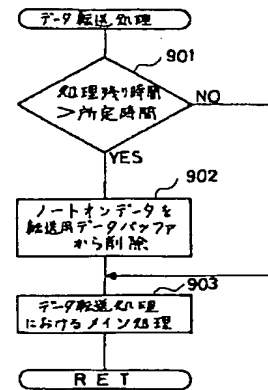 データ転送処理
901
処理残り時間
>所定時間
NO
YES
902
ノートオンデータを
転送用データバッファ
から削除
903
データ転送処理
におけるメイン処理
RET